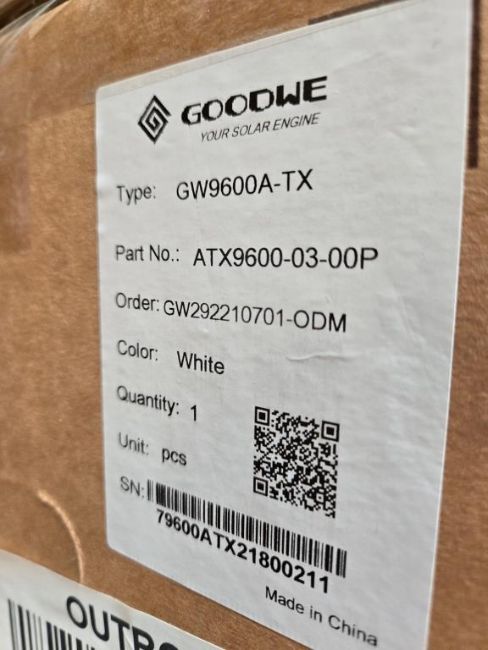 GOODWE
YOUR SOLAR ENGINE
Type: GW9600A-TX
Part No.: ATX9600-03-00P
Order: GW292210701-ODM
Color: White
Quantity: 1
Unit: pcs
SN:
79600ATX21800211
Made in China